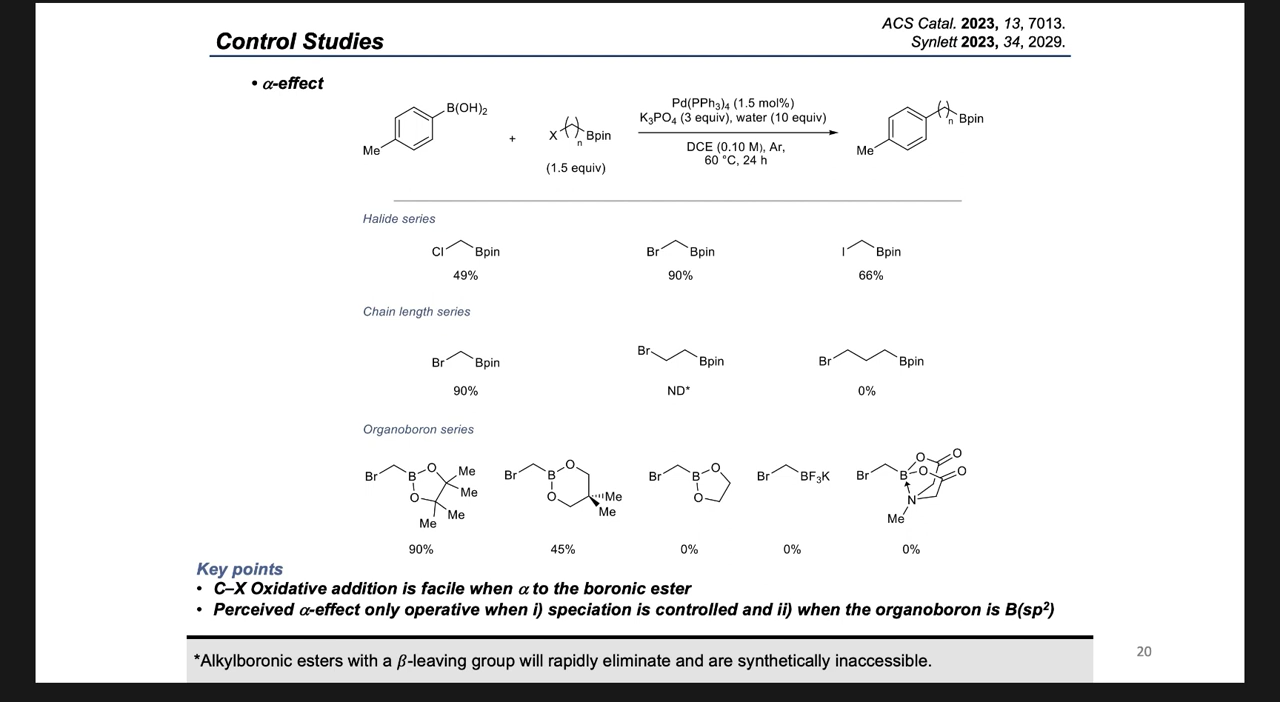 Control Studies
ACS Catal. 2023, 13, 7013.
Synlett 2023, 34, 2029.
• α-effect
B(OH)2
Me
+
X
n
Bpin
(1.5 equiv)
Pd(PPh3)4 (1.5 mol%)
K3PO4 (3 equiv), water (10 equiv)
DCE (0.10 M), Ar,
60 °C, 24 h
n
Bpin
Me
Halide series
Cl Bpin Br Bpin I Bpin
49% 90% 66%
Chain length series
Br Bpin Br Bpin Br Bpin
90% ND* 0%
Organoboron series
Br B O O Me Me Me Me
Br B O O Me Me
Br B O O
Br BF3K
Br B O O O O N Me
90% 45% 0% 0% 0%
Key points
• C–X Oxidative addition is facile when α to the boronic ester
• Perceived α-effect only operative when i) speciation is controlled and ii) when the organoboron is B(sp2)
*Alkylboronic esters with a β-leaving group will rapidly eliminate and are synthetically inaccessible.
20